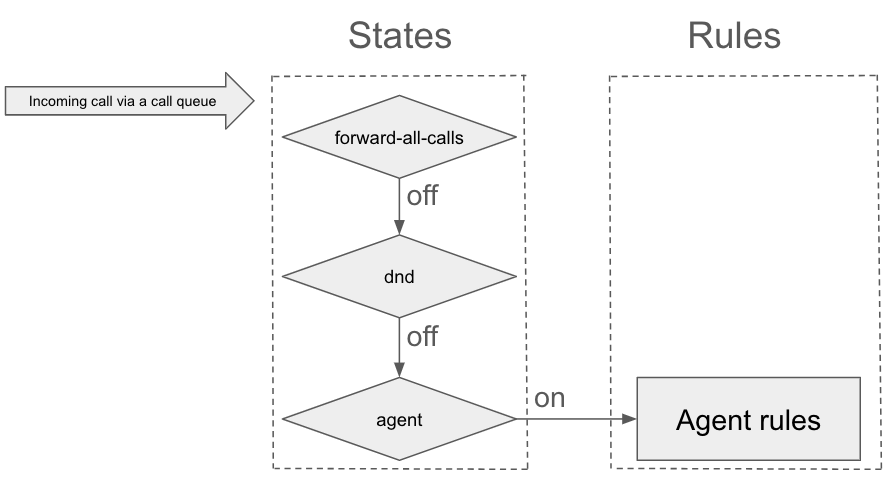 States
Rules
Incoming call via a call queue
forward-all-calls
off
dnd
off
agent
on
Agent rules